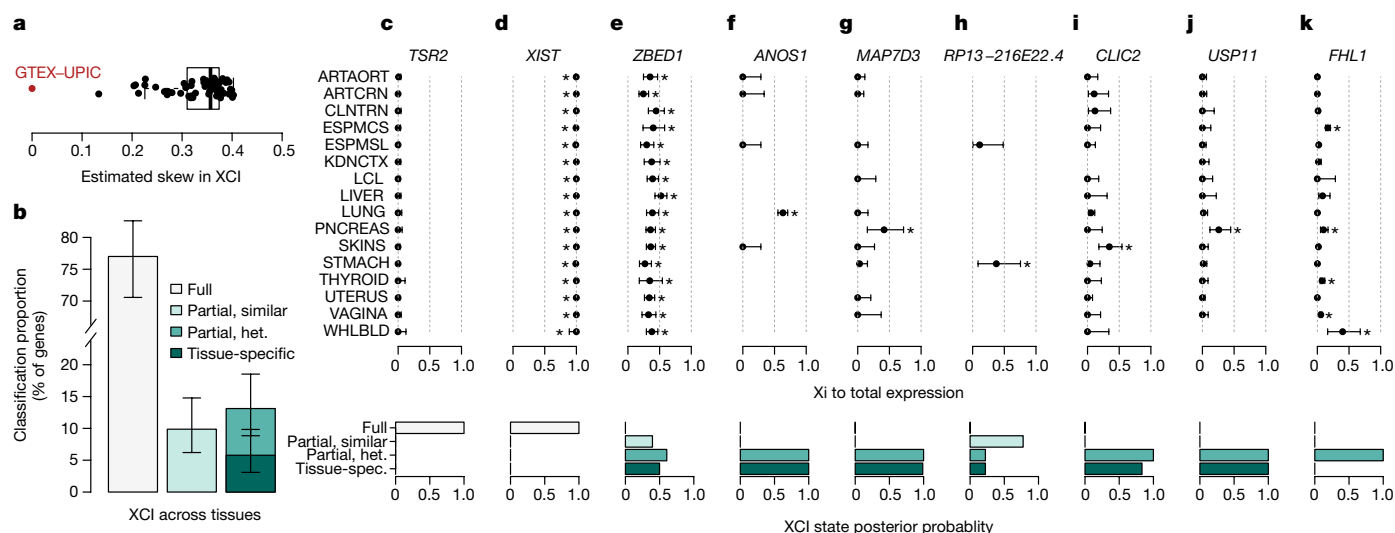 a
GTEX–UPIC
0
0.1
0.2
0.3
0.4
0.5
Estimated skew in XCI
b
Classification proportion
(% of genes)
80
75
70
20
15
10
5
0
Full
Partial, similar
Partial, het.
Tissue-specific
XCI across tissues
c d e f g h i j k
TSR2 XIST ZBED1 ANOS1 MAP7D3 RP13–216E22.4 CLIC2 USP11 FHL1
ARTAORT * * *
ARTCRN * *
CLNTRN * *
ESPMCS * * *
ESPMSL * *
KDNCTX * *
LCL * *
LIVER * *
LUNG * * *
PNCREAS * * * * *
SKINS * * *
STMACH * * *
THYROID * * *
UTERUS * *
VAGINA * * *
WHLBLD * * *
0 0.5 1.0 0 0.5 1.0 0 0.5 1.0 0 0.5 1.0 0 0.5 1.0 0 0.5 1.0 0 0.5 1.0 0 0.5 1.0 0 0.5 1.0
Xi to total expression
Full
Partial, similar
Partial, het.
Tissue-spec.
0 0.5 1.0 0 0.5 1.0 0 0.5 1.0 0 0.5 1.0 0 0.5 1.0 0 0.5 1.0 0 0.5 1.0 0 0.5 1.0 0 0.5 1.0
XCI state posterior probablity